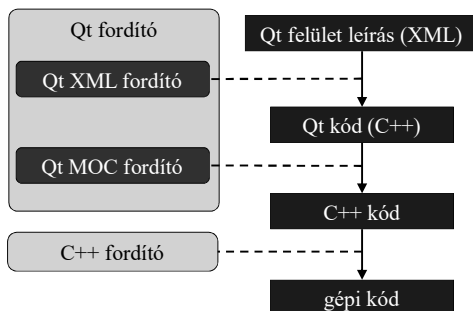 Qt fordító
Qt felület leírás (XML)
Qt XML fordító
Qt kód (C++)
Qt MOC fordító
C++ kód
C++ fordító
gépi kód